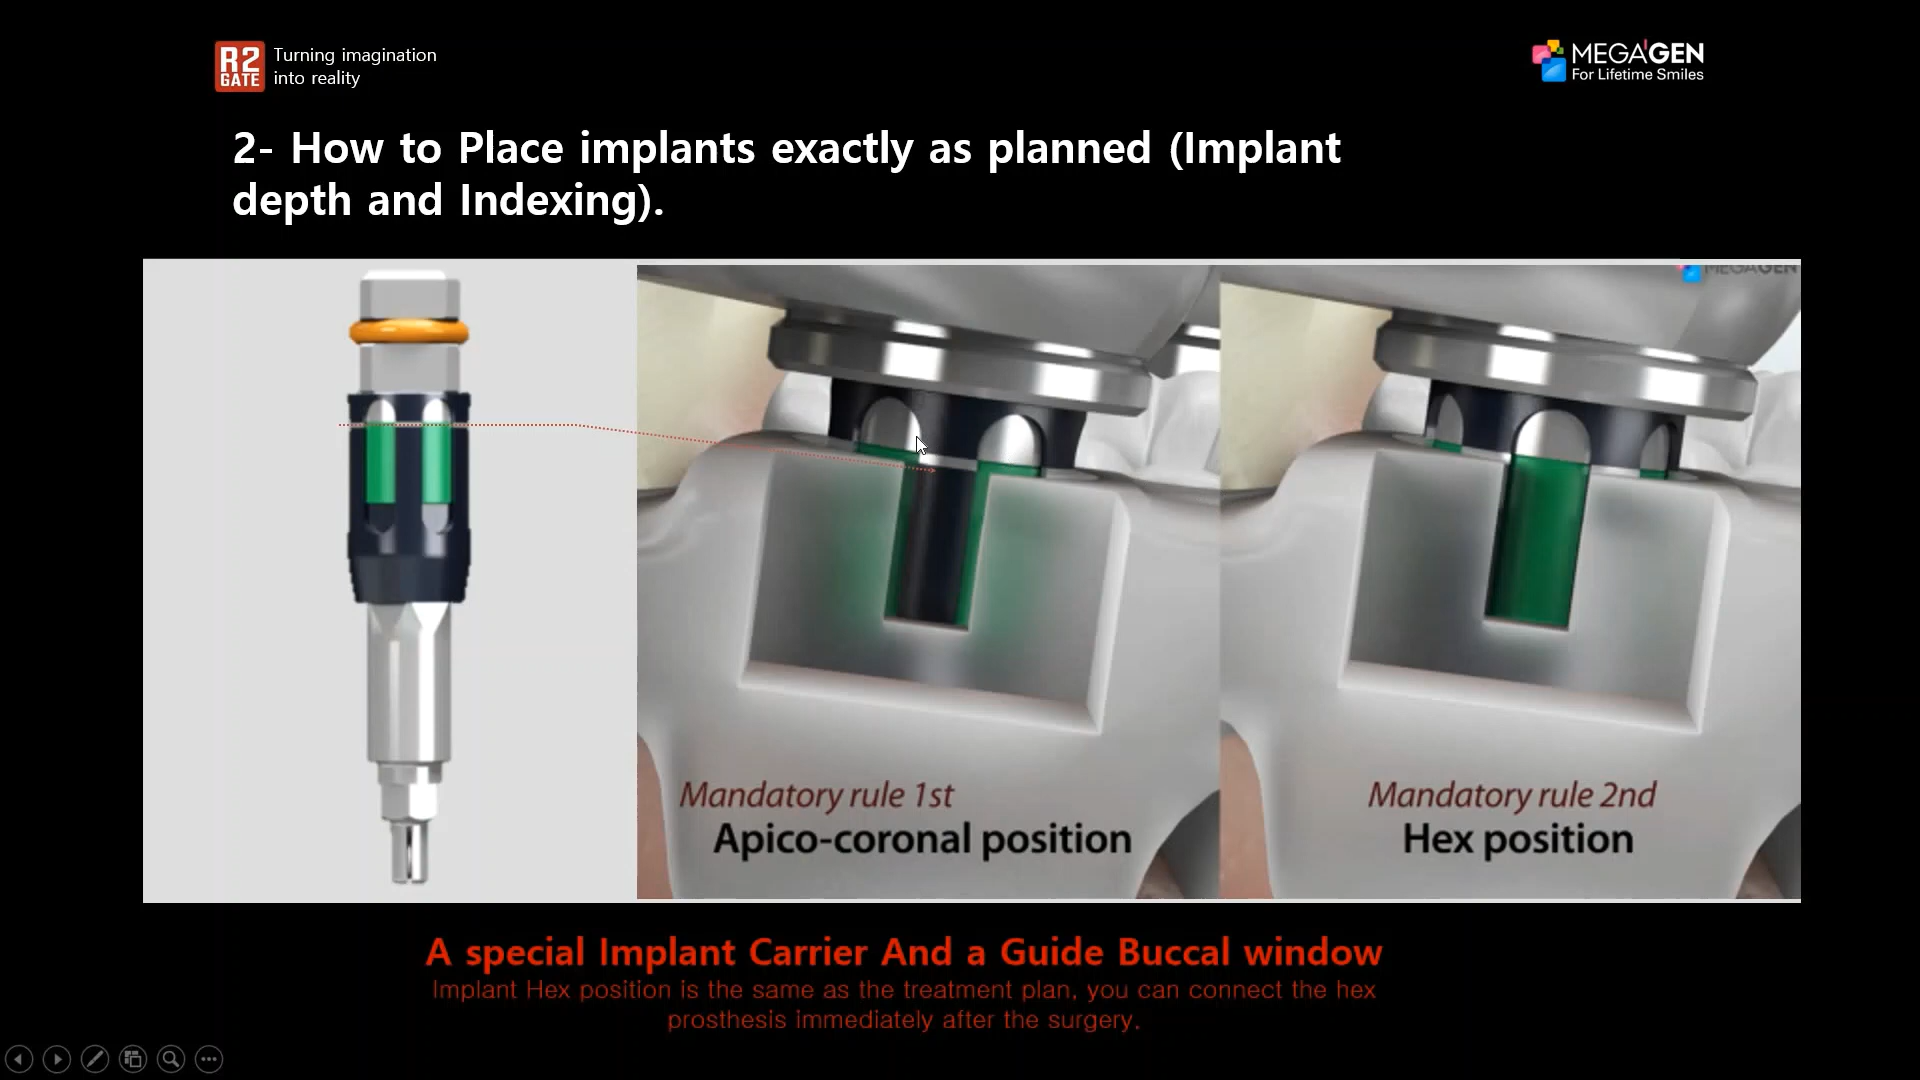 R2
GATE
Turning imagination
into reality
MEGA'GEN
For Lifetime Smiles
2- How to Place implants exactly as planned (Implant
depth and Indexing).
MEGAGEN
Mandatory rule 1st
Apico-coronal position
Mandatory rule 2nd
Hex position
A special Implant Carrier And a Guide Buccal window
Implant Hex position is the same as the treatment plan, you can connect the hex
prosthesis immediately after the surgery.